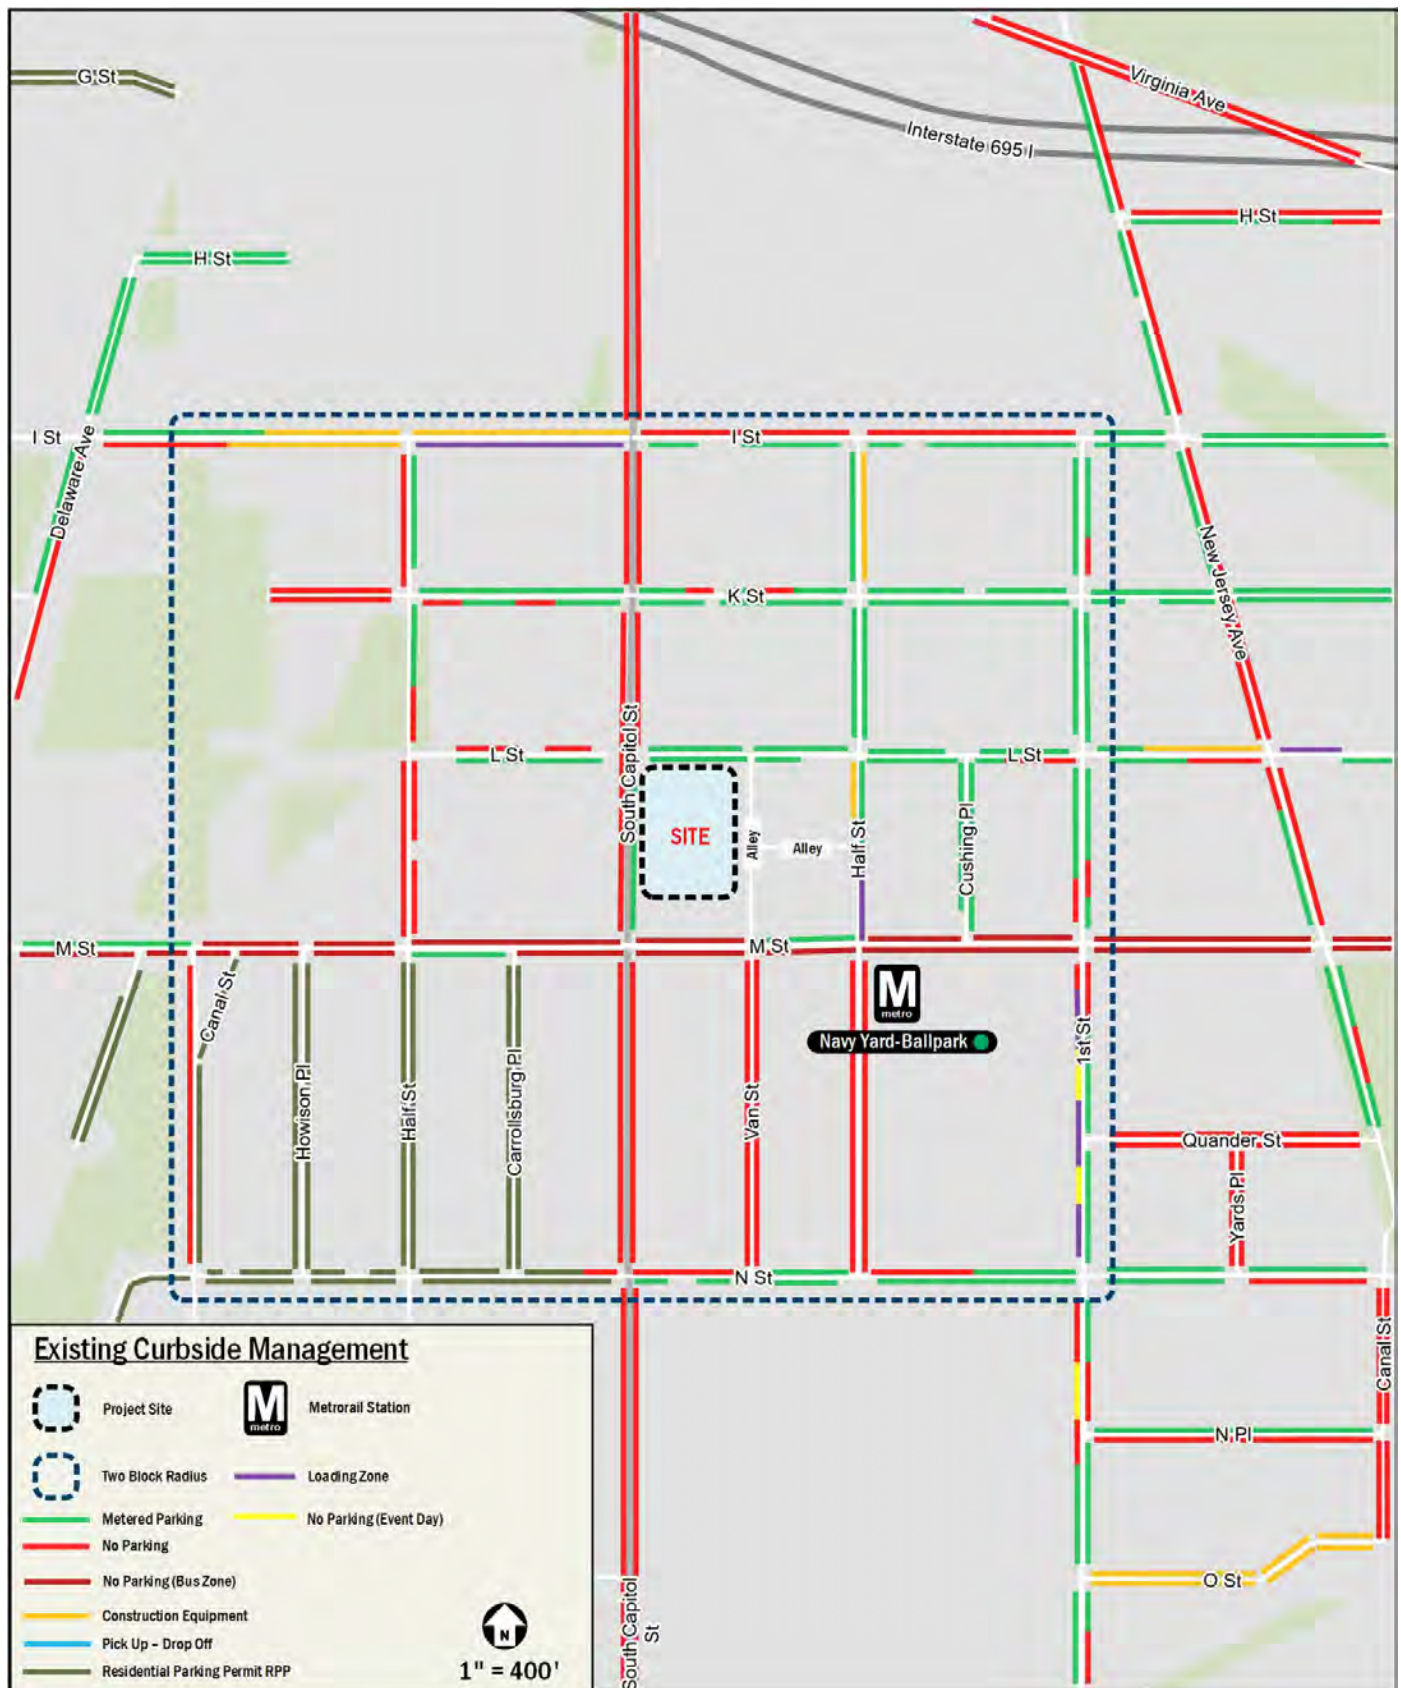 G St
Virginia Ave
Interstate 695 I
H St
H St
I St
I St
Delaware Ave
New Jersey Ave
K St
South Capitol St
L St
L St
SITE
Alley
Alley
Half St
Cushing Pl
M St
M St
Canal St
M
metro
Navy Yard-Ballpark
1st St
Howison Pl
Half St
Carrollsburg Pl
Van St
Quander St
Yards Pl
N St
Canal St
N Pl
O St
South Capitol
St
Existing Curbside Management
Project Site
M
metro
Metrorail Station
Two Block Radius
Loading Zone
Metered Parking
No Parking (Event Day)
No Parking
No Parking (Bus Zone)
Construction Equipment
Pick Up - Drop Off
Residential Parking Permit RPP
N
1" = 400'